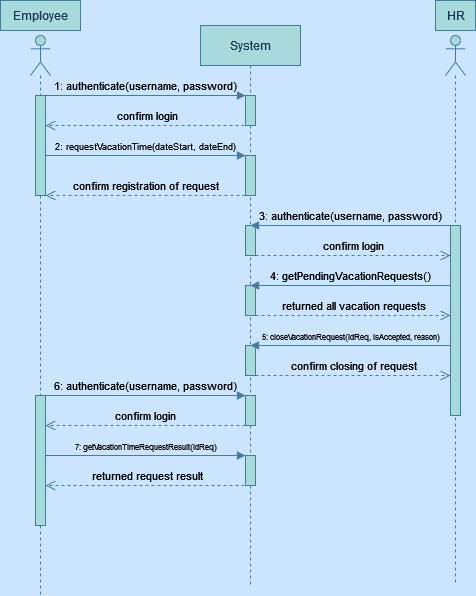 Employee
System
HR
1: authenticate(username, password)
confirm login
2: requestVacationTime(dateStart, dateEnd)
confirm registration of request
3: authenticate(username, password)
confirm login
4: getPendingVacationRequests()
returned all vacation requests
5: closeVacationRequest(idReq, isAccepted, reason)
confirm closing of request
6: authenticate(username, password)
confirm login
7: getVacationTimeRequestResult(idReq)
returned request result